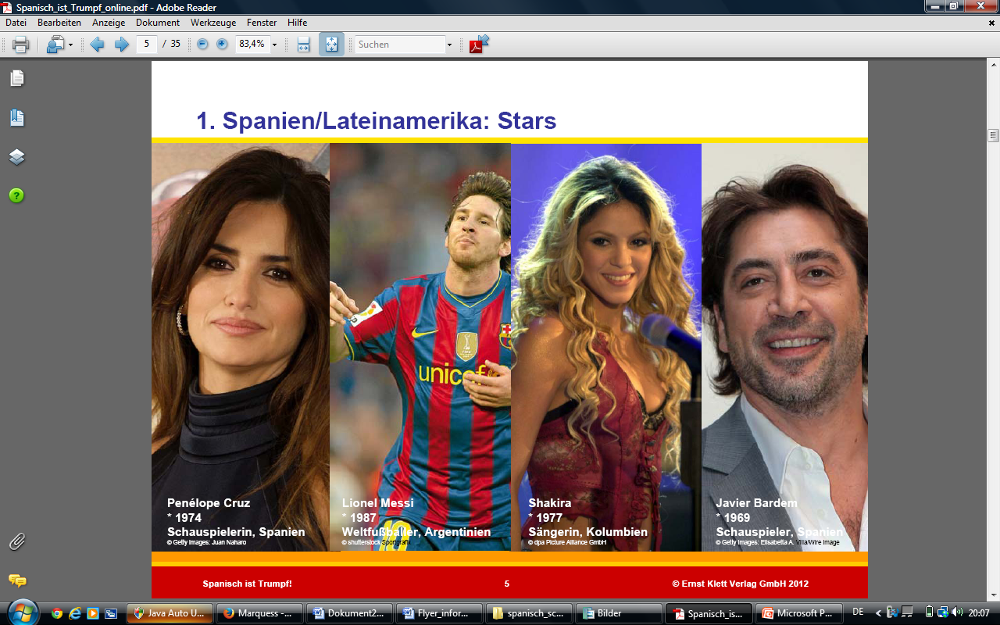 Spanisch_ist_Trumpf_online.pdf - Adobe Reader
Datei Bearbeiten Anzeige Dokument Werkzeuge Fenster Hilfe
5 / 35 83,4% Suchen
1. Spanien/Lateinamerika: Stars
unicef
10
Penélope Cruz
* 1974
Schauspielerin, Spanien
© Getty Images: Juan Naharo
Lionel Messi
* 1987
Weltfußballer, Argentinien
© shutterstock Sportgrafik
Shakira
* 1977
Sängerin, Kolumbien
© dpa Picture Alliance GmbH
Javier Bardem
* 1969
Schauspieler, Spanien
© Getty Images: Elisabetta A. Villa/Wire Image
Spanisch ist Trumpf! 5 © Ernst Klett Verlag GmbH 2012
Java Auto U... Marquess -... Dokument2... Flyer_infor... spanisch_sc... Bilder Spanisch_is... Microsoft P... DE 20:07